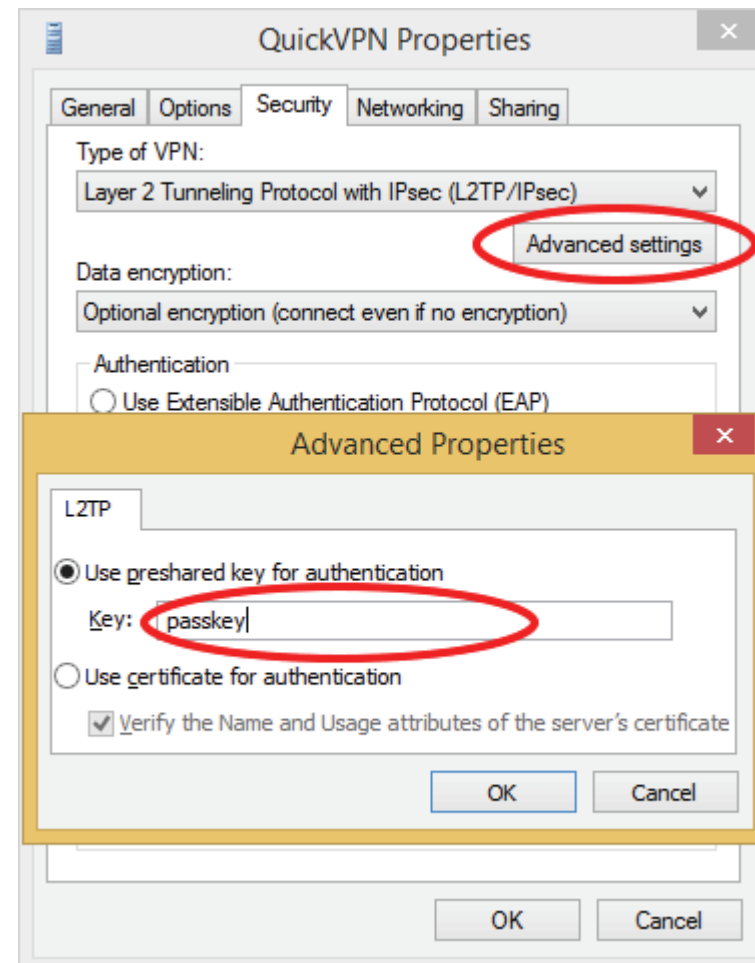 QuickVPN Properties
General Options Security Networking Sharing
Type of VPN:
Layer 2 Tunneling Protocol with IPsec (L2TP/IPsec)
Advanced settings
Data encryption:
Optional encryption (connect even if no encryption)
Authentication
Use Extensible Authentication Protocol (EAP)
Advanced Properties
L2TP
Use preshared key for authentication
Key: passkey
Use certificate for authentication
Verify the Name and Usage attributes of the server's certificate
OK Cancel
OK Cancel